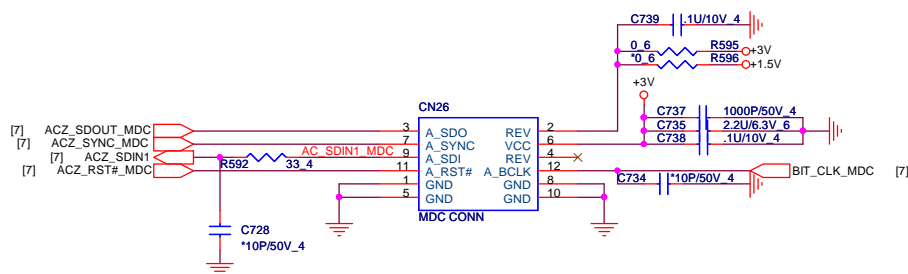 C739 .1U/10V_4
0_6 R595 +3V
*0_6 R596 +1.5V
+3V
CN26
C737 1000P/50V_4
C735 2.2U/6.3V_6
C738 .1U/10V_4
[7] ACZ_SDOUT_MDC 3 A_SDO REV 2
[7] ACZ_SYNC_MDC 7 A_SYNC VCC 6
[7] ACZ_SDIN1 AC_SDIN1_MDC 9 A_SDI REV 4
R592 33_4
[7] ACZ_RST#_MDC 11 A_RST# A_BCLK 12 BIT_CLK_MDC [7]
C734 *10P/50V_4
1 GND GND 8
5 GND GND 10
MDC CONN
C728
*10P/50V_4